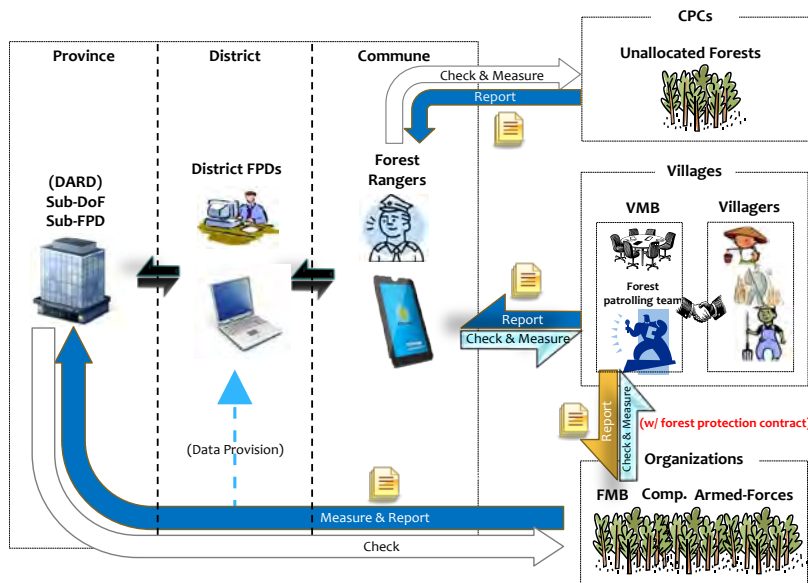 CPCs
Unallocated Forests
Province
District
Commune
Check & Measure
Report
(DARD)
Sub-DoF
Sub-FPD
District FPDs
Forest
Rangers
Villages
VMB
Villagers
Forest
patrolling team
Report
Check & Measure
Report
Check & Measure
(w/ forest protection contract)
(Data Provision)
Organizations
FMB
Comp.
Armed-Forces
Measure & Report
Check